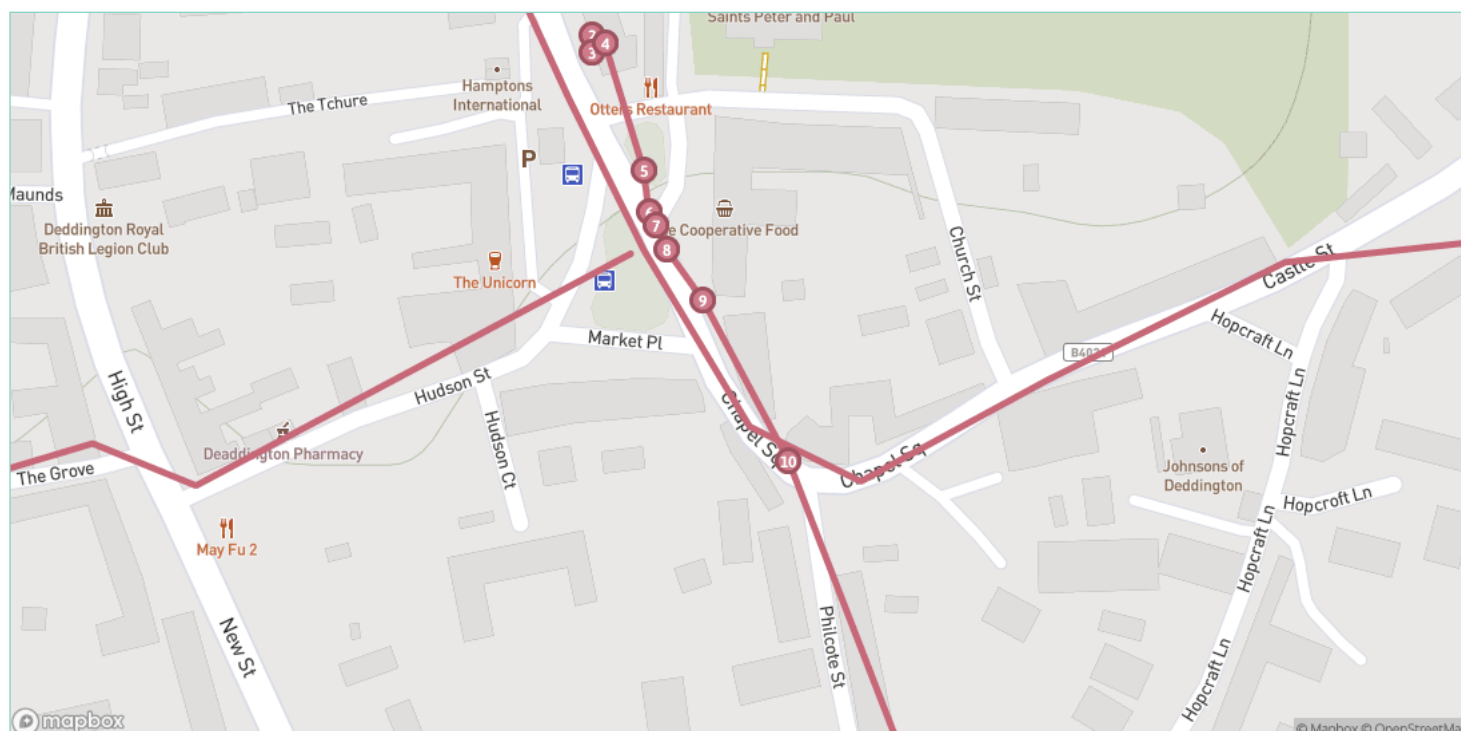 Saints Peter and Paul
2
3
4
Hamptons
International
The Tchure
Otters Restaurant
P
5
Maunds
Deddington Royal
British Legion Club
6
7
e Cooperative Food
8
The Unicorn
Church St
Castle St
9
Hopcraft Ln
Market Pl
B4031
High St
Hudson St
Chapel Sq
Hopcraft Ln
Hudson Ct
Deaddington Pharmacy
The Grove
10
Chapel Sq
Johnsons of
Deddington
Hopcroft Ln
May Fu 2
Hopcraft Ln
New St
Philcote St
Hopcraft Ln
mapbox
© Mapbox © OpenStreetMa